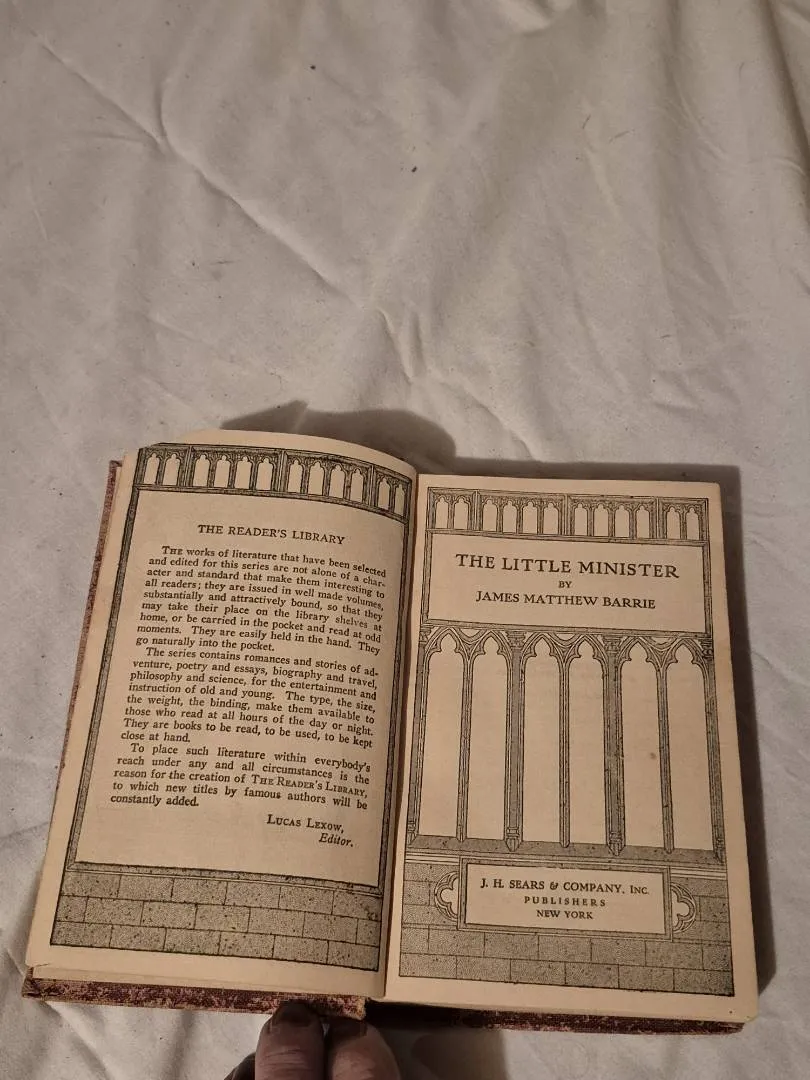 THE READER'S LIBRARY
THE works of literature that have been selected
and edited for this series are not alone of a char-
acter and standard that make them interesting to
all readers; they are issued in well made volumes,
substantially and attractively bound, so that they
may take their place on the library shelves at
home, or be carried in the pocket and read at odd
moments. They are easily held in the hand. They
go naturally into the pocket.
The series contains romances and stories of ad-
venture, poetry and essays, biography and travel,
philosophy and science, for the entertainment and
instruction of old and young. The type, the size,
the weight, the binding, make them available to
those who read at all hours of the day or night.
They are books to be read, to be used, to be kept
close at hand.
To place such literature within everybody's
reach under any and all circumstances is the
reason for the creation of THE READER'S LIBRARY,
to which new titles by famous authors will be
constantly added.
LUCAS LEXOW,
Editor.
THE LITTLE MINISTER
BY
JAMES MATTHEW BARRIE
J. H. SEARS & COMPANY, INC.
PUBLISHERS
NEW YORK